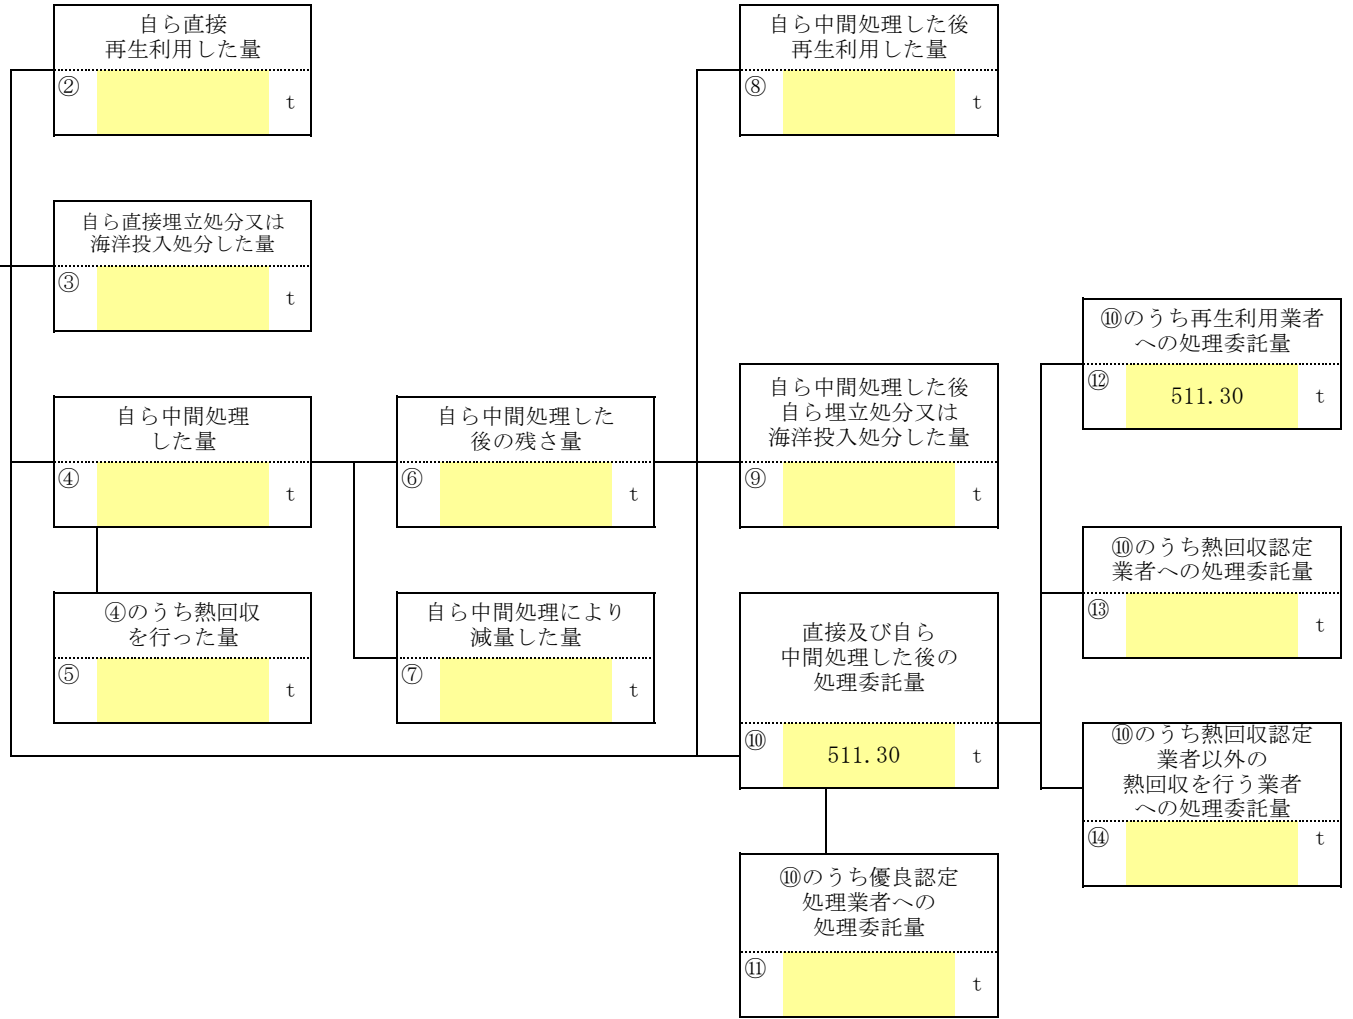 自ら直接
再生利用した量
②
t
自ら中間処理した後
再生利用した量
⑧
t
自ら直接埋立処分又は
海洋投入処分した量
③
t
⑩のうち再生利用業者
への処理委託量
⑫
511.30
t
自ら中間処理
した量
④
t
自ら中間処理した
後の残さ量
⑥
t
自ら中間処理した後
自ら埋立処分又は
海洋投入処分した量
⑨
t
⑩のうち熱回収認定
業者への処理委託量
⑬
t
④のうち熱回収
を行った量
⑤
t
自ら中間処理により
減量した量
⑦
t
直接及び自ら
中間処理した後の
処理委託量
⑩
511.30
t
⑩のうち熱回収認定
業者以外の
熱回収を行う業者
への処理委託量
⑭
t
⑩のうち優良認定
処理業者への
処理委託量
⑪
t